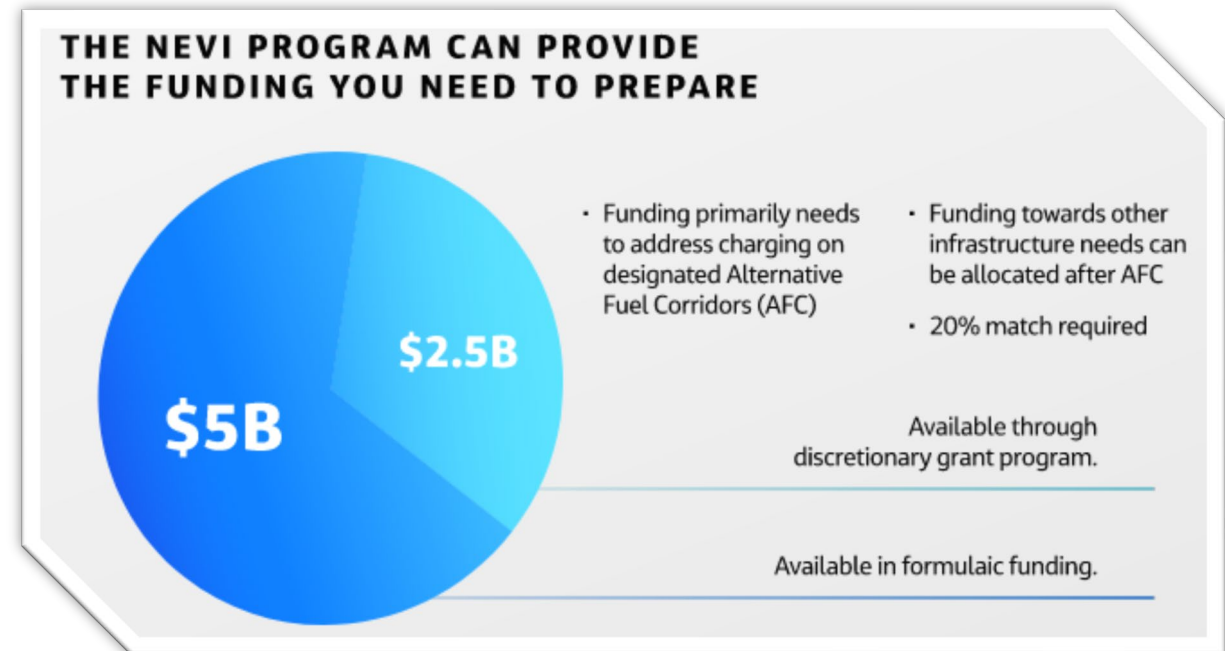 THE NEVI PROGRAM CAN PROVIDE
THE FUNDING YOU NEED TO PREPARE
$5B
$2.5B
· Funding primarily needs
to address charging on
designated Alternative
Fuel Corridors (AFC)
· Funding towards other
infrastructure needs can
be allocated after AFC
· 20% match required
Available through
discretionary grant program.
Available in formulaic funding.